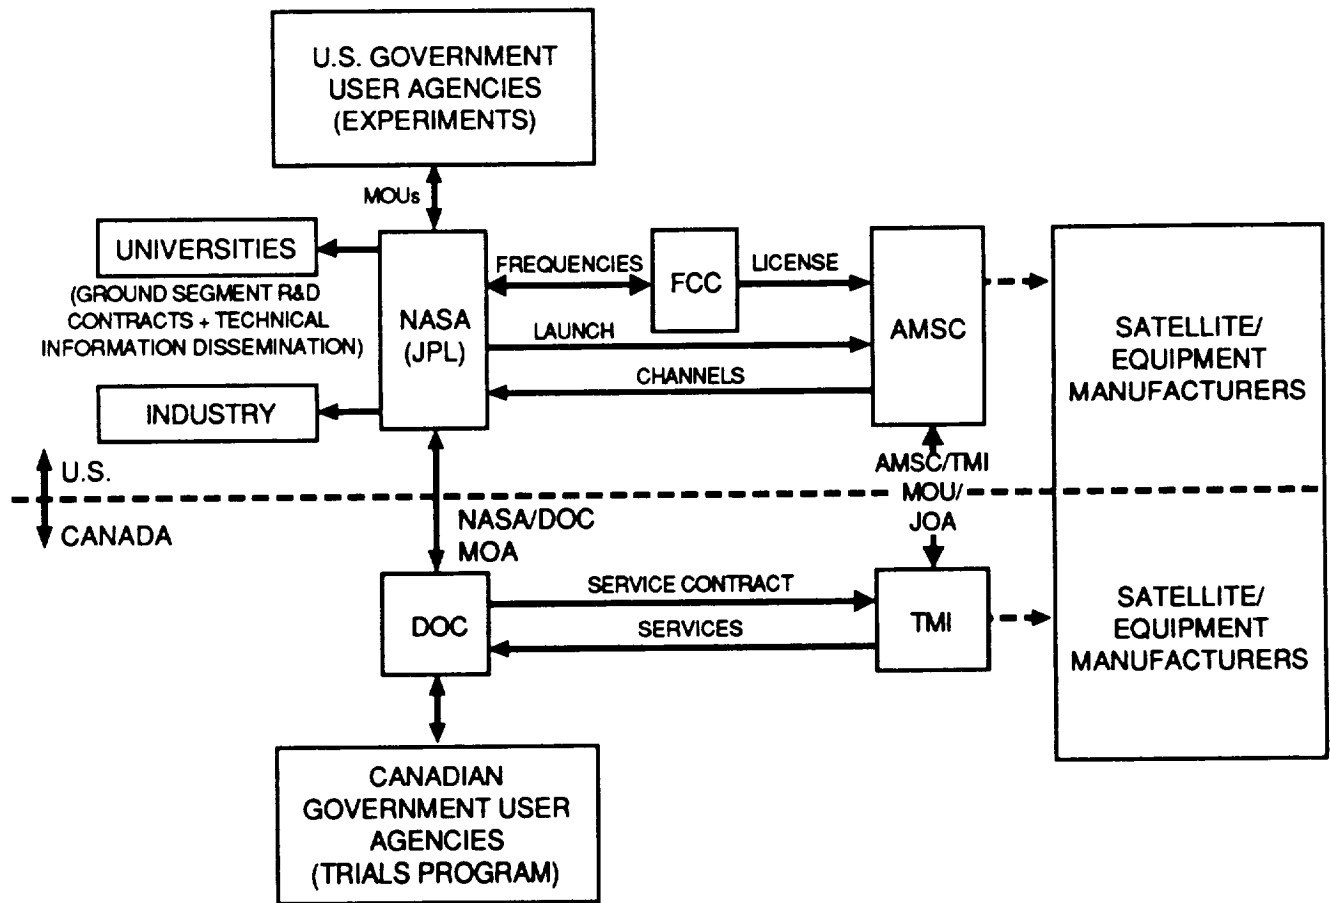 U.S. GOVERNMENT
USER AGENCIES
(EXPERIMENTS)
MOUs
UNIVERSITIES
(GROUND SEGMENT R&D
CONTRACTS + TECHNICAL
INFORMATION DISSEMINATION)
INDUSTRY
NASA
(JPL)
FREQUENCIES
FCC
LICENSE
LAUNCH
CHANNELS
AMSC
SATELLITE/
EQUIPMENT
MANUFACTURERS
U.S.
CANADA
NASA/DOC
MOA
AMSC/TMI
MOU/
JOA
DOC
SERVICE CONTRACT
SERVICES
TMI
SATELLITE/
EQUIPMENT
MANUFACTURERS
CANADIAN
GOVERNMENT USER
AGENCIES
(TRIALS PROGRAM)